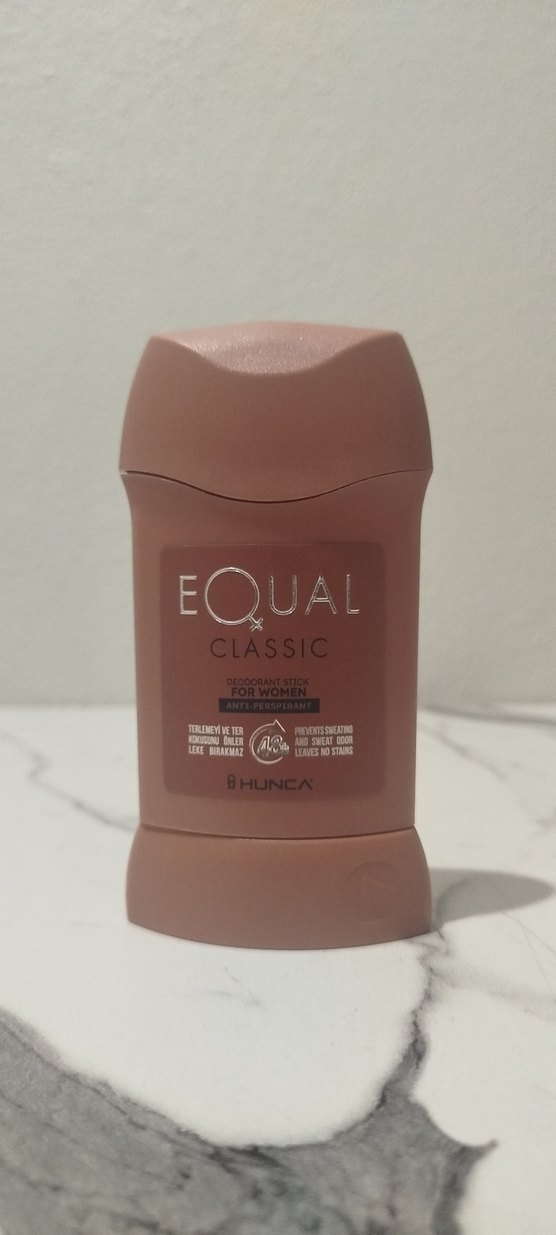 EQUAL
CLASSIC
DEODORANT STICK
FOR WOMEN
ANTI-PERSPIRANT
TERLEMEYİ VE TER
KOKUSUNU ÖNLER
LEKE BIRAKMAZ
48h
PREVENTS SWEATING
AND SWEAT ODOR
LEAVES NO STAINS
HUNCA